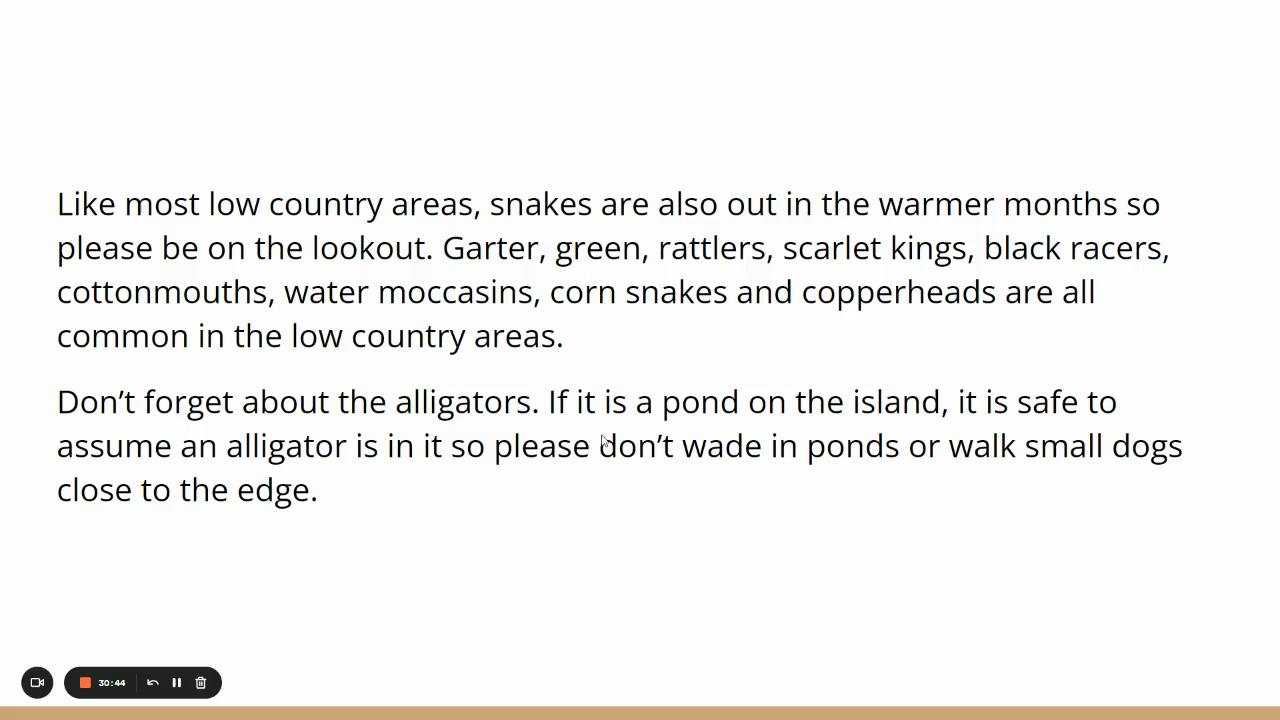 Like most low country areas, snakes are also out in the warmer months so
please be on the lookout. Garter, green, rattlers, scarlet kings, black racers,
cottonmouths, water moccasins, corn snakes and copperheads are all
common in the low country areas.
Don’t forget about the alligators. If it is a pond on the island, it is safe to
assume an alligator is in it so please don’t wade in ponds or walk small dogs
close to the edge.
30:44